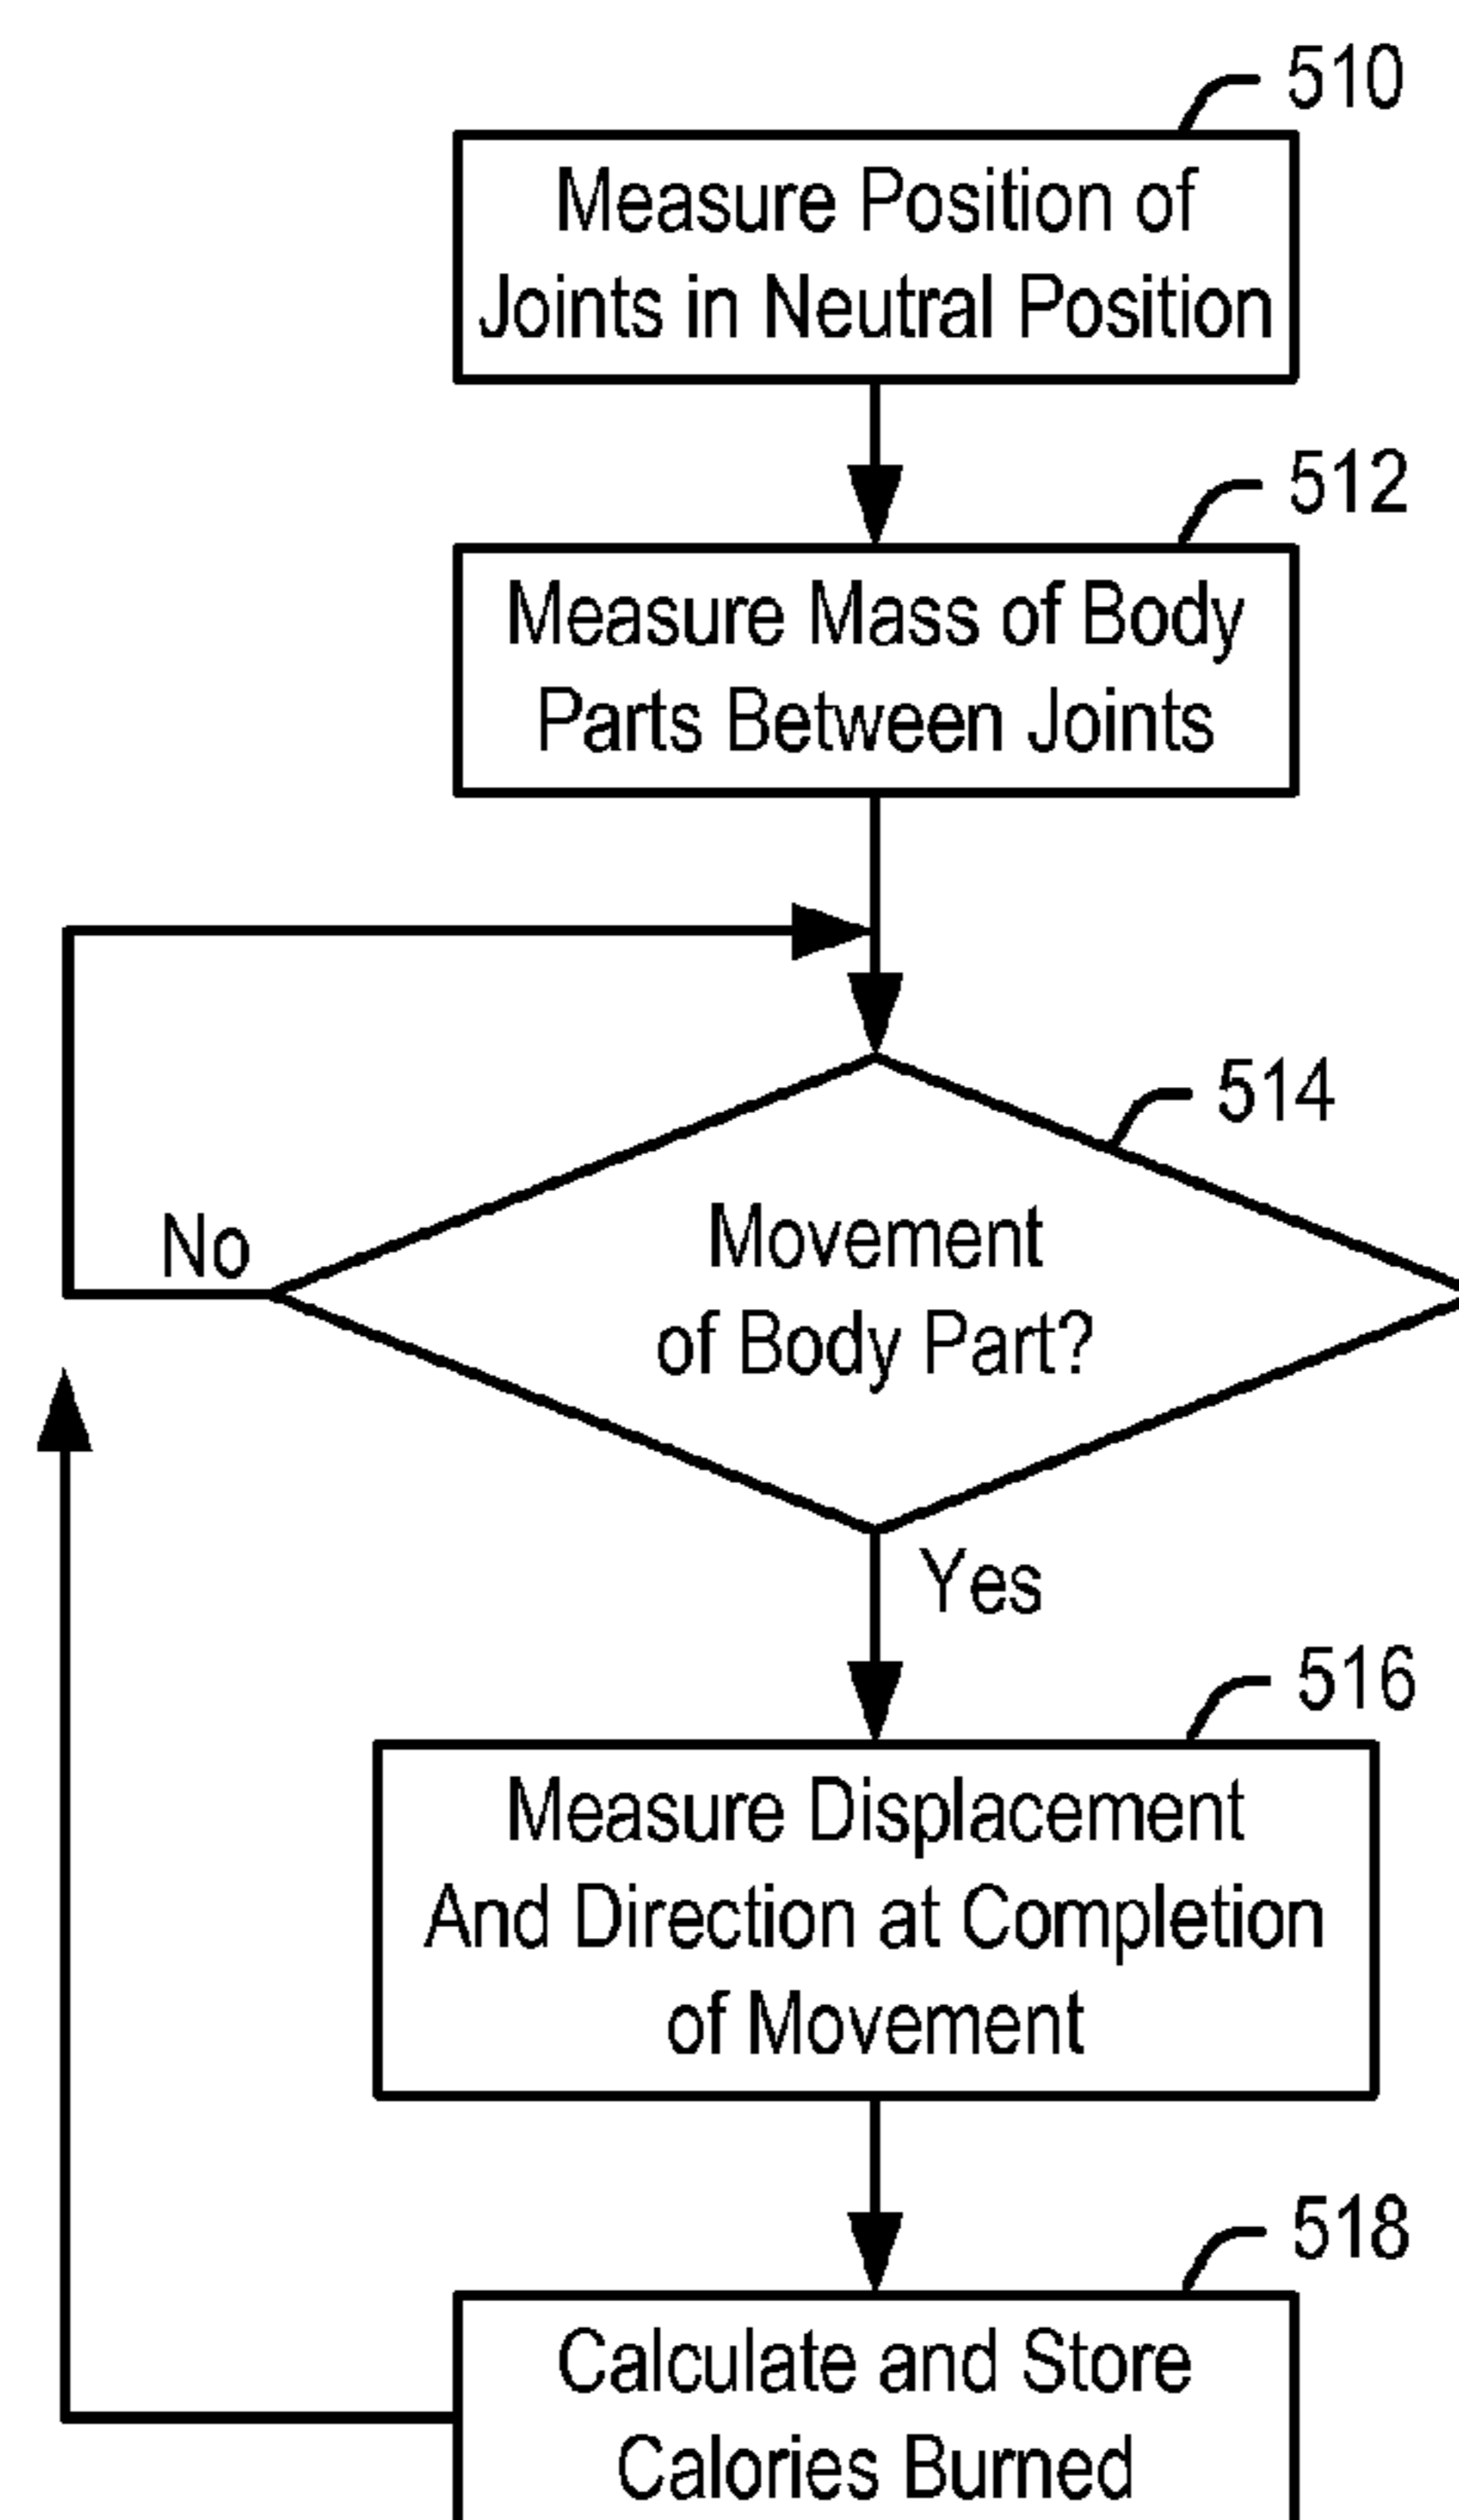 510
Measure Position of
Joints in Neutral Position
512
Measure Mass of Body
Parts Between Joints
514
No
Movement
of Body Part?
Yes
516
Measure Displacement
And Direction at Completion
of Movement
518
Calculate and Store
Calories Burned